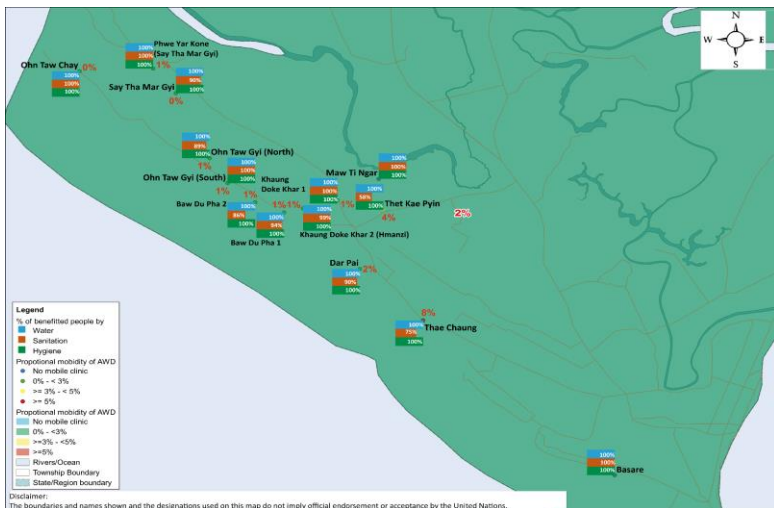 N
W E
S
Phwe Yar Kone
(Say Tha Mar Gyi)
100%
100%
100%
1%
Ohn Taw Chay
0%
100%
100%
100%
Say Tha Mar Gyi
100%
90%
100%
0%
100%
89%
100%
Ohn Taw Gyi (North)
1%
100%
100%
100%
Ohn Taw Gyi (South)
1%
1%
Khaung
Doke Khar 1
Maw Ti Ngar
100%
100%
100%
100%
100%
100%
1%
100%
100%
Thet Kae Pyin
4%
2%
Baw Du Pha 2
100%
86%
100%
100%
94%
100%
Baw Du Pha 1
1%
1%
100%
99%
100%
Khaung Doke Khar 2 (Hmanzi)
Dar Pai
2%
100%
100%
8%
Thae Chaung
100%
75%
100%
100%
100%
100%
Basare
Legend
% of benefitted people by
Water
Sanitation
Hygiene
Propotional mobidity of AWD
No mobile clinic
0% - < 3%
>= 3% - < 5%
>= 5%
Propotional mobidity of AWD
No mobile clinic
0% - <3%
>=3% - <5%
>=5%
Rivers/Ocean
Township Boundary
State/Region boundary
Disclaimer:
The boundaries and names shown and the designations used on this map do not imply official endorsement or acceptance by the United Nations.